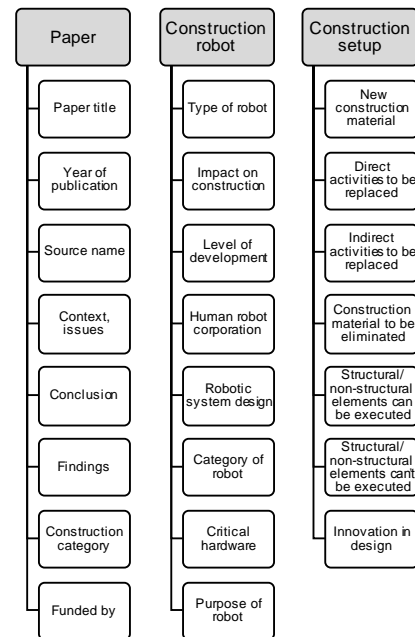 Paper
Paper title
Year of
publication
Source name
Context,
issues
Conclusion
Findings
Construction
category
Funded by
Construction
robot
Type of robot
Impact on
construction
Level of
development
Human robot
corporation
Robotic
system design
Category of
robot
Critical
hardware
Purpose of
robot
Construction
setup
New
construction
material
Direct
activities to be
replaced
Indirect
activities to be
replaced
Construction
material to be
eliminated
Structural/
non-structural
elements can
be executed
Structural/
non-structural
elements can't
be executed
Innovation in
design